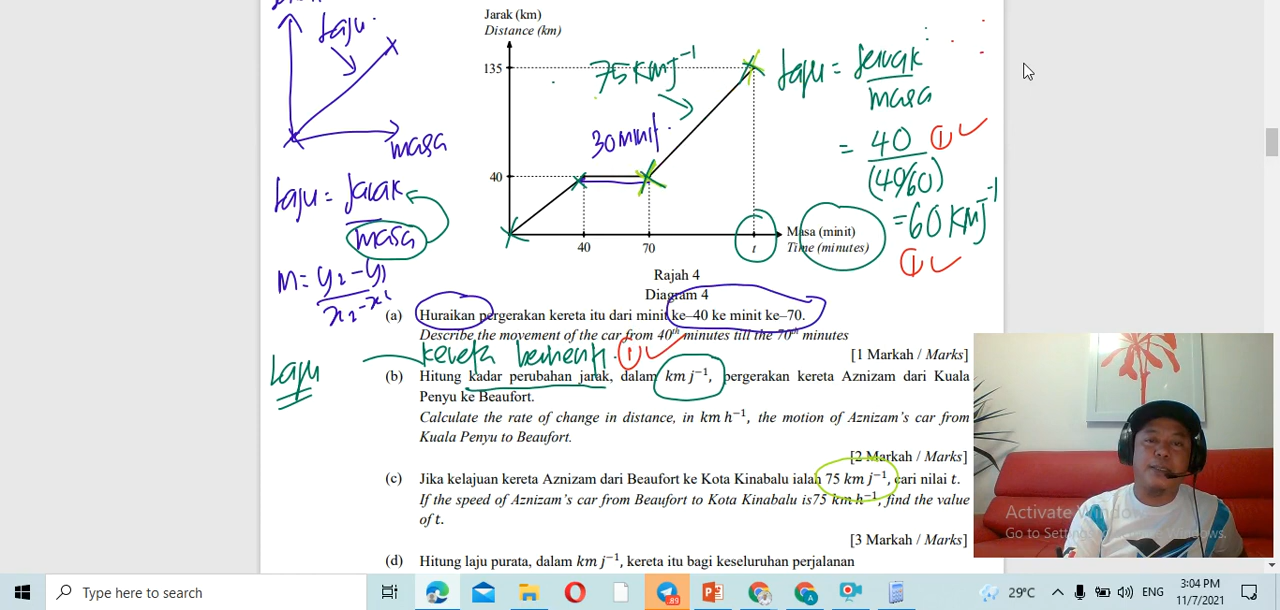 Laju
masa
Laju = Jarak
masa
M = y₂ - y₁
x₂ - x₁
Jarak (km)
Distance (km)
135
40
75 KMj⁻¹
30 minit.
40
70
t
Masa (minit)
Time (minutes)
Laju = Jarak
masa
= 40 ① ✓
(40/60)
= 60 KMj⁻¹
① ✓
Rajah 4
Diagram 4
(a) Huraikan pergerakan kereta itu dari minit ke–40 ke minit ke–70.
Describe the movement of the car from 40th minutes till the 70th minutes
kereta berhenti. ① ✓
[1 Markah / Marks]
Laju
(b) Hitung kadar perubahan jarak, dalam km j⁻¹, pergerakan kereta Aznizam dari Kuala
Penyu ke Beaufort.
Calculate the rate of change in distance, in km h⁻¹, the motion of Aznizam's car from
Kuala Penyu to Beaufort.
[2 Markah / Marks]
(c) Jika kelajuan kereta Aznizam dari Beaufort ke Kota Kinabalu ialah 75 km j⁻¹, cari nilai t.
If the speed of Aznizam's car from Beaufort to Kota Kinabalu is75 km h⁻¹, find the value
of t.
[3 Markah / Marks]
(d) Hitung laju purata, dalam km j⁻¹, kereta itu bagi keseluruhan perjalanan
Activate Windows
Go to Settings to activate Windows.
Type here to search
89
29°C
ENG
3:04 PM
11/7/2021